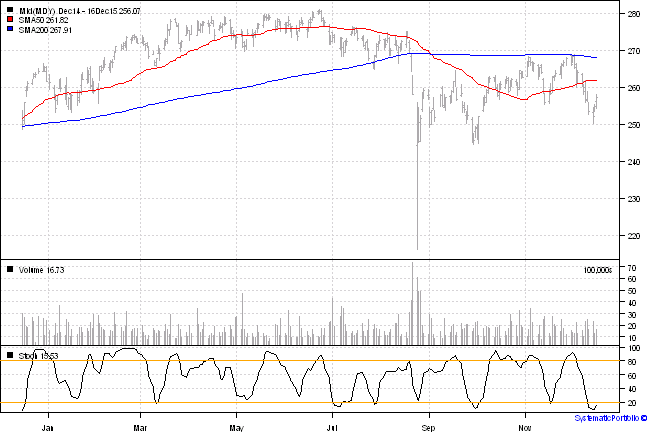 Mid(MDY) Dec14 - 16Dec15 256.07
SMA50 261.82
SMA200 267.91
280
270
260
250
240
230
220
Volume 16.73
100,000s
70
60
50
40
30
20
10
Stoch 15.53
100
80
60
40
20
Jan Mar May Jul Sep Nov
SystematicPortfolio ©